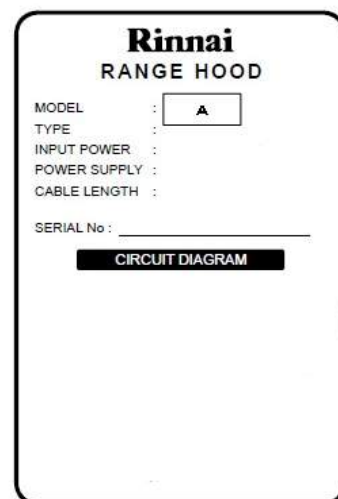 Rinnai
RANGE HOOD
MODEL : A
TYPE :
INPUT POWER :
POWER SUPPLY :
CABLE LENGTH :
SERIAL No :
CIRCUIT DIAGRAM